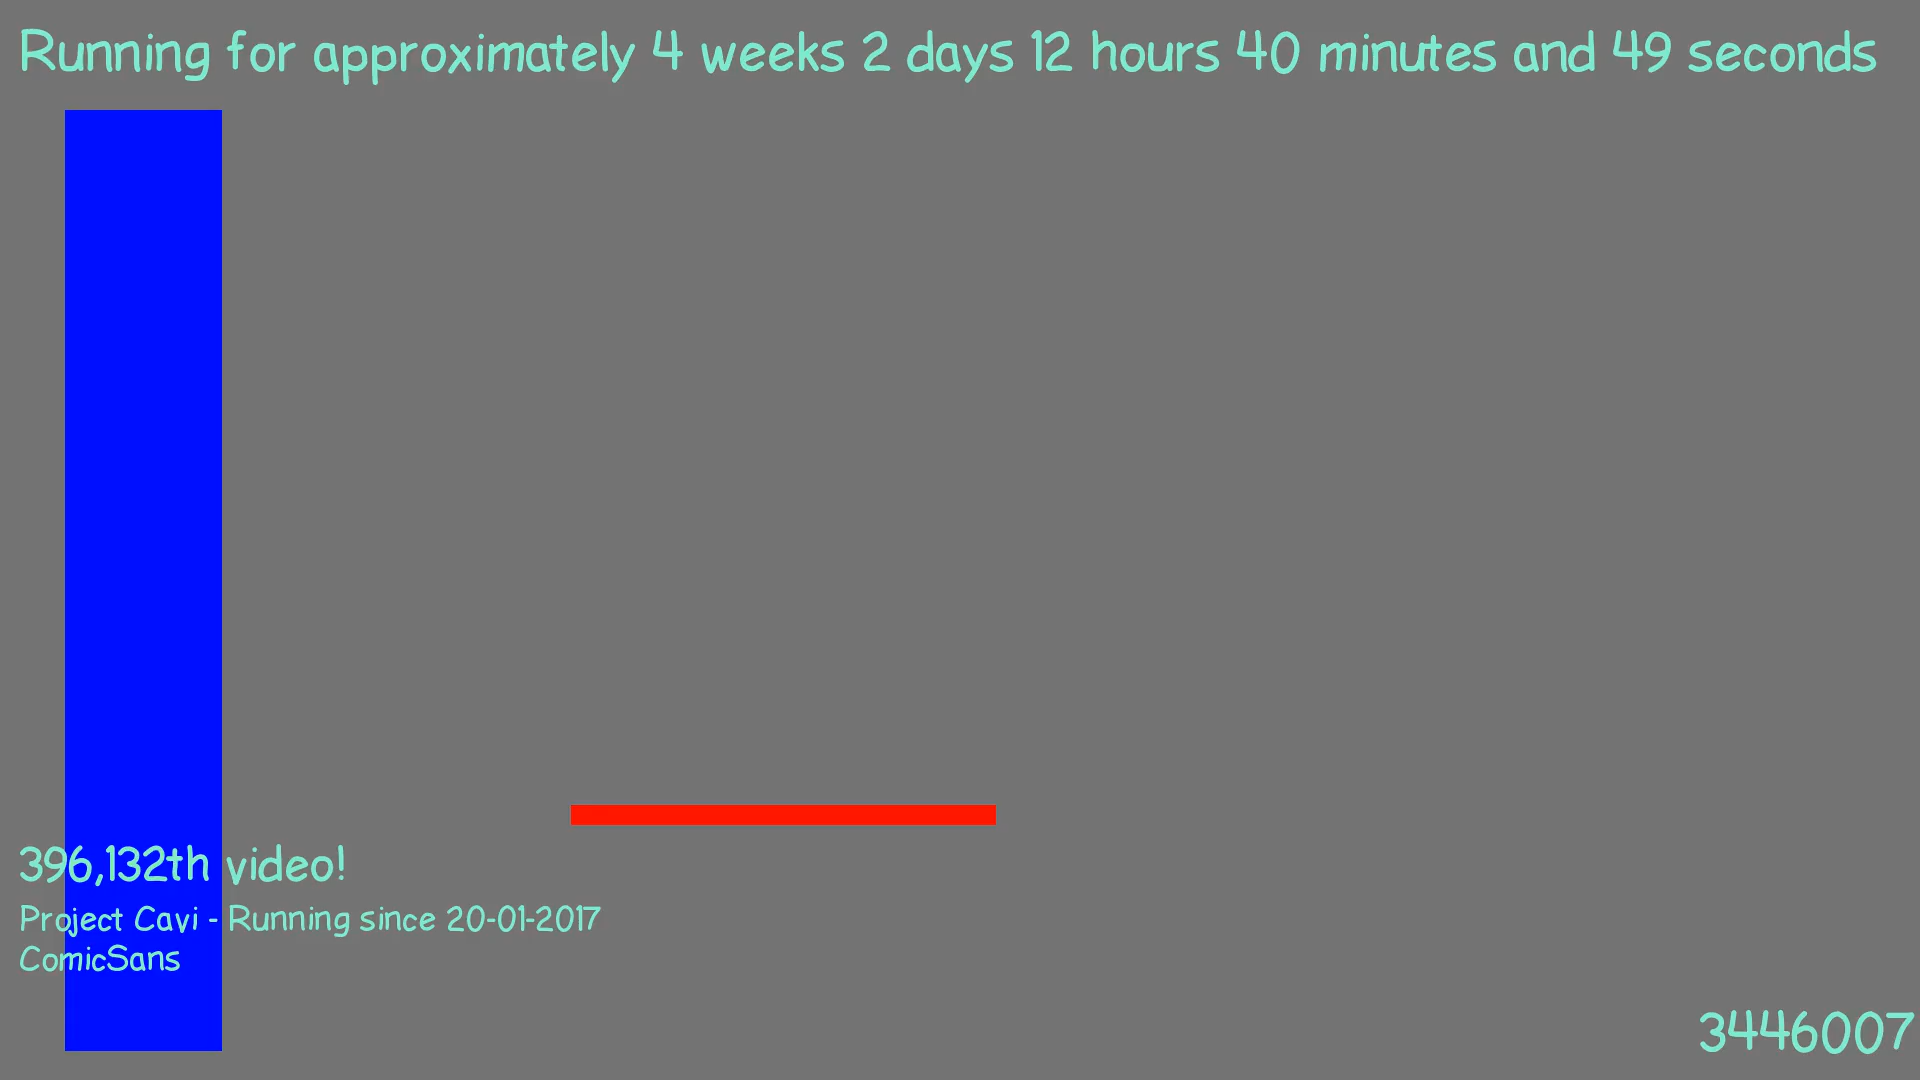 Running for approximately 4 weeks 2 days 12 hours 40 minutes and 49 seconds
396,132th video!
Project Cavi - Running since 20-01-2017
ComicSans
3446007